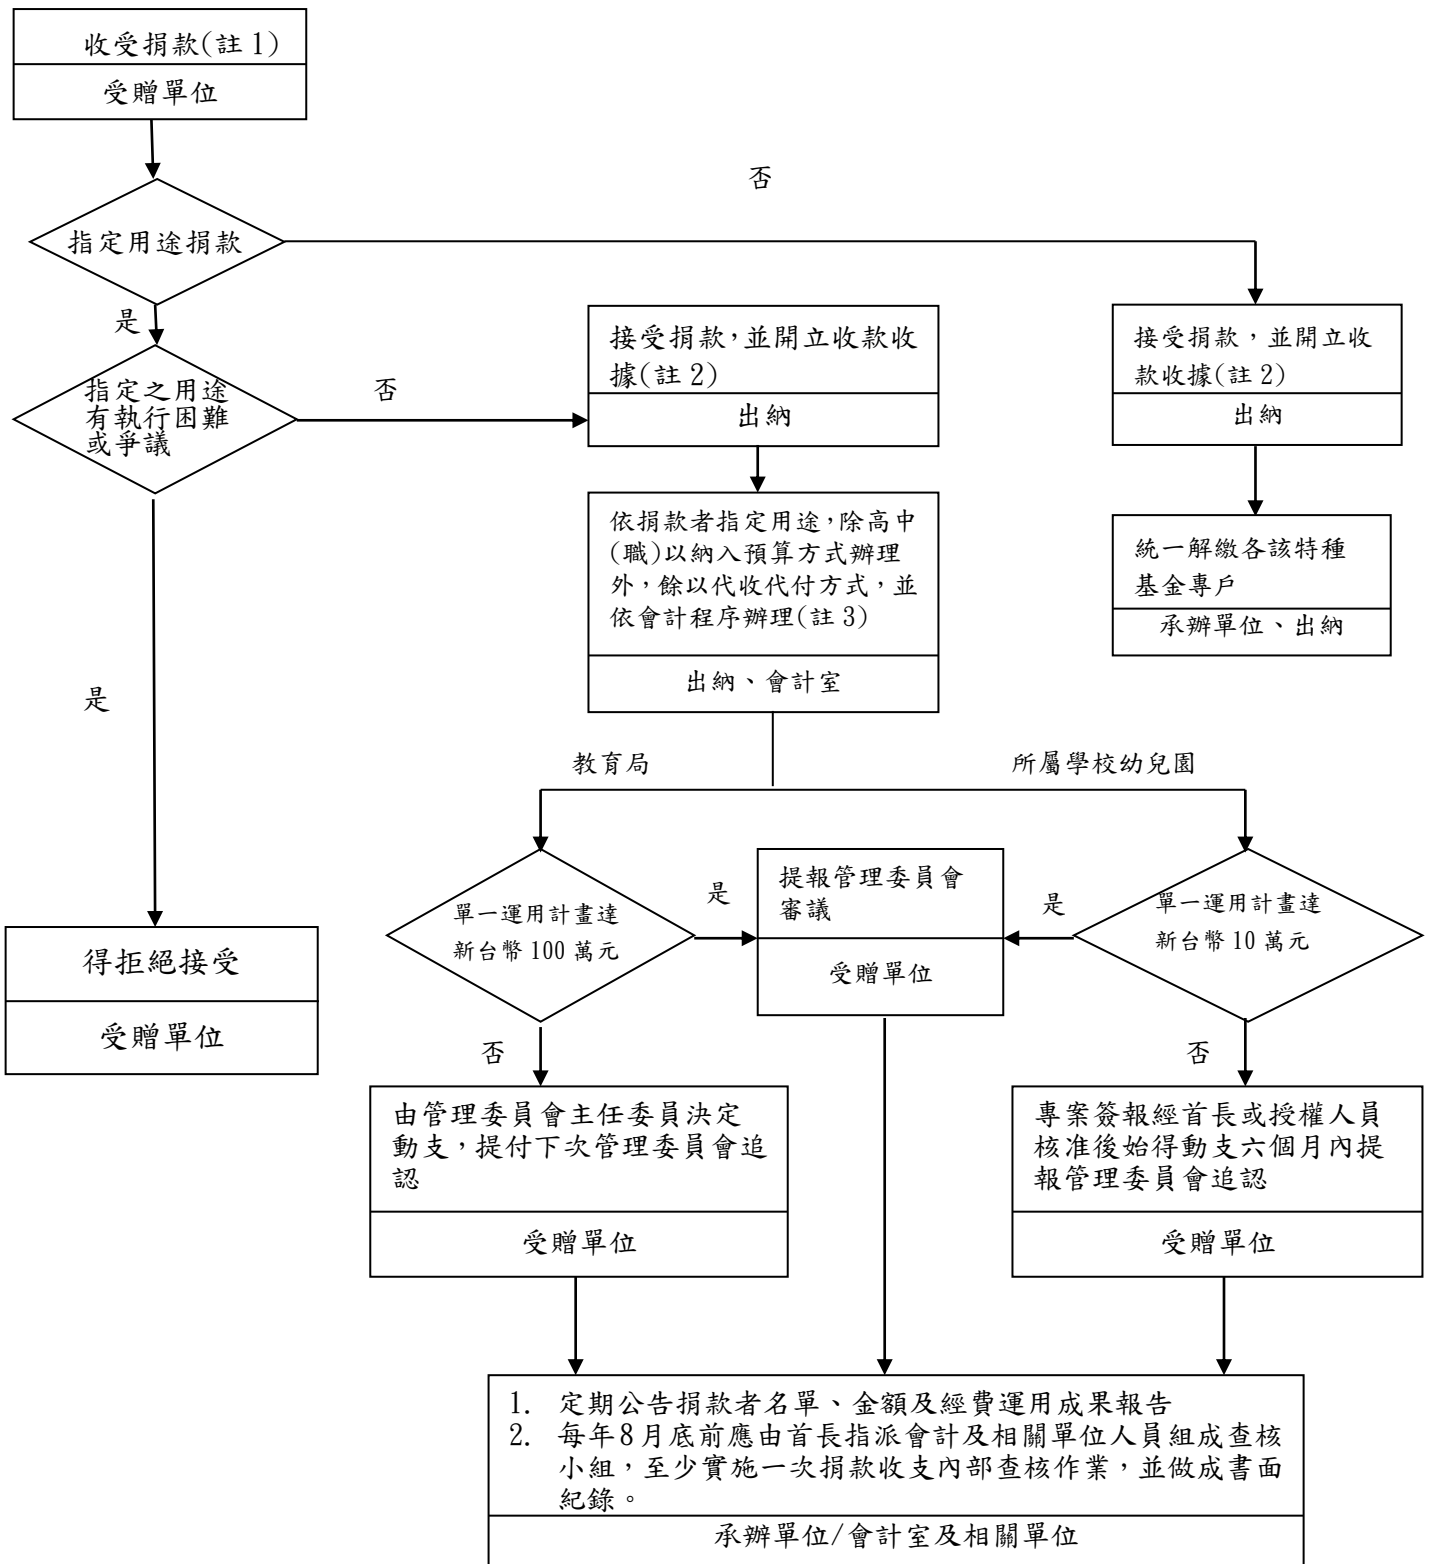 收受捐款(註 1)
受贈單位
否
指定用途捐款
是
指定之用途
有執行困難
或爭議
否
接受捐款,並開立收款收
據(註 2)
出納
接受捐款，並開立收
款收據(註 2)
出納
依捐款者指定用途,除高中
(職)以納入預算方式辦理
外，餘以代收代付方式，並
依會計程序辦理(註 3)
出納、會計室
統一解繳各該特種
基金專戶
承辦單位、出納
是
教育局
所屬學校幼兒園
單一運用計畫達
新台幣 100 萬元
是
提報管理委員會
審議
受贈單位
是
單一運用計畫達
新台幣 10 萬元
得拒絕接受
受贈單位
否
否
由管理委員會主任委員決定
動支，提付下次管理委員會追
認
受贈單位
專案簽報經首長或授權人員
核准後始得動支六個月內提
報管理委員會追認
受贈單位
1. 定期公告捐款者名單、金額及經費運用成果報告
2. 每年8月底前應由首長指派會計及相關單位人員組成查核
小組，至少實施一次捐款收支內部查核作業，並做成書面
紀錄。
承辦單位/會計室及相關單位